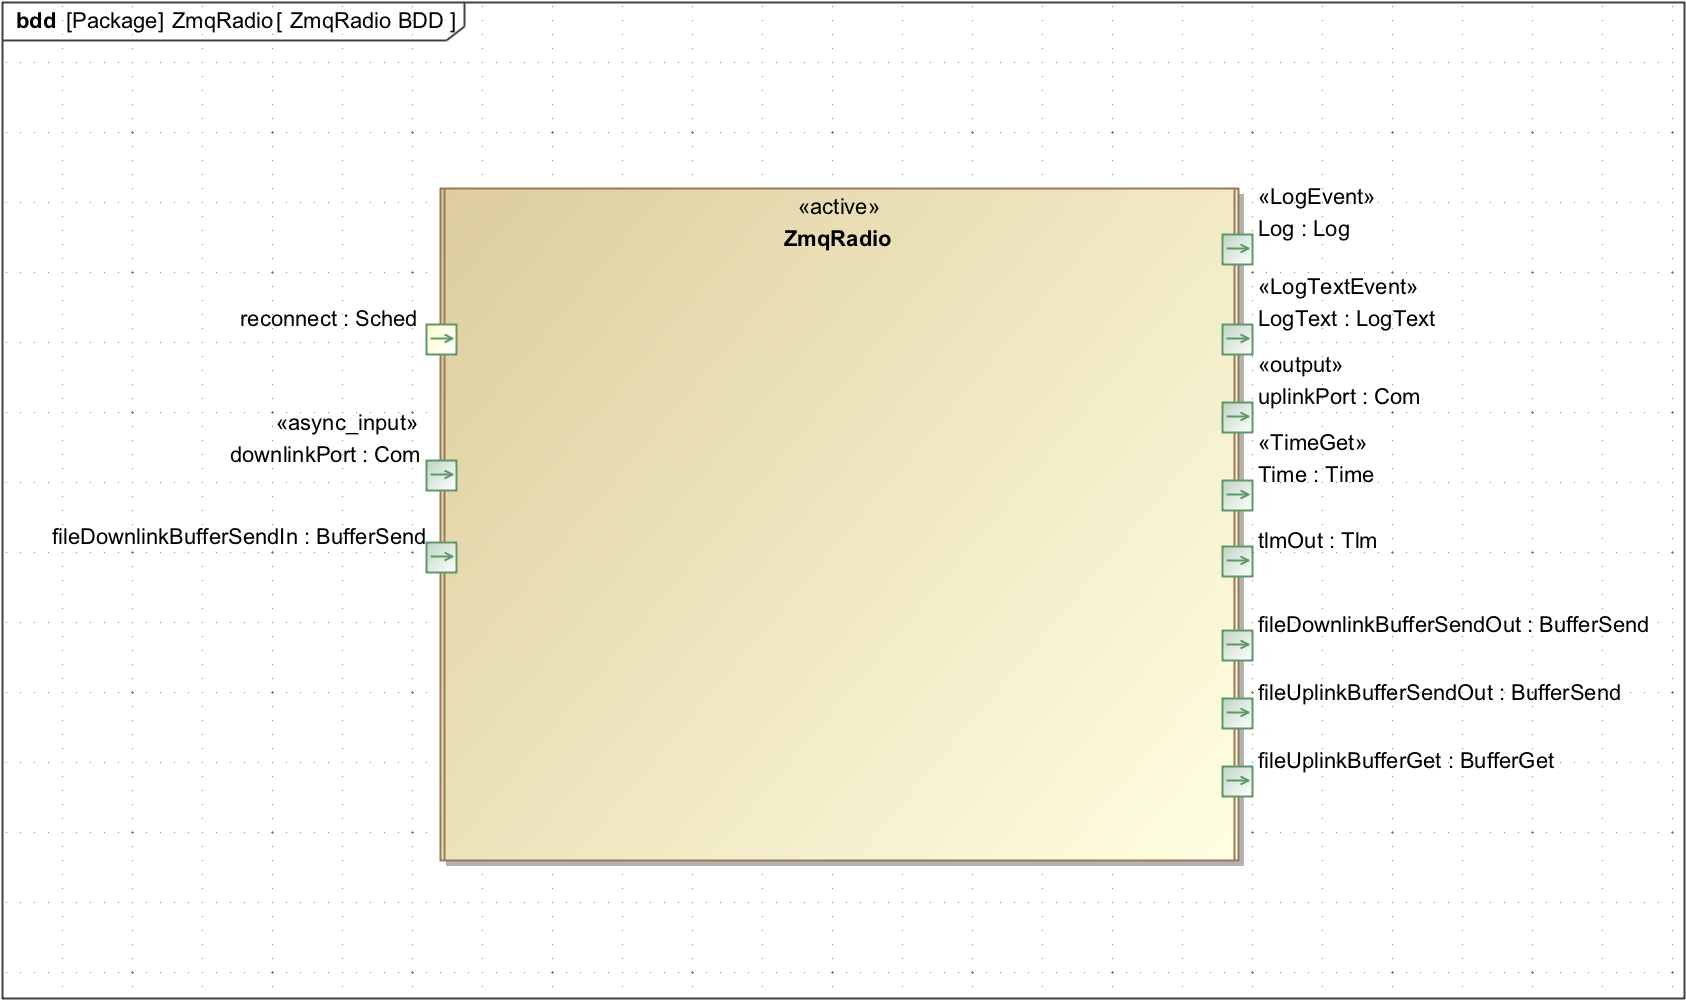 bdd [Package] ZmqRadio[ ZmqRadio BDD ]
«active»
ZmqRadio
reconnect : Sched
«async_input»
downlinkPort : Com
fileDownlinkBufferSendIn : BufferSend
«LogEvent»
Log : Log
«LogTextEvent»
LogText : LogText
«output»
uplinkPort : Com
«TimeGet»
Time : Time
tlmOut : Tlm
fileDownlinkBufferSendOut : BufferSend
fileUplinkBufferSendOut : BufferSend
fileUplinkBufferGet : BufferGet